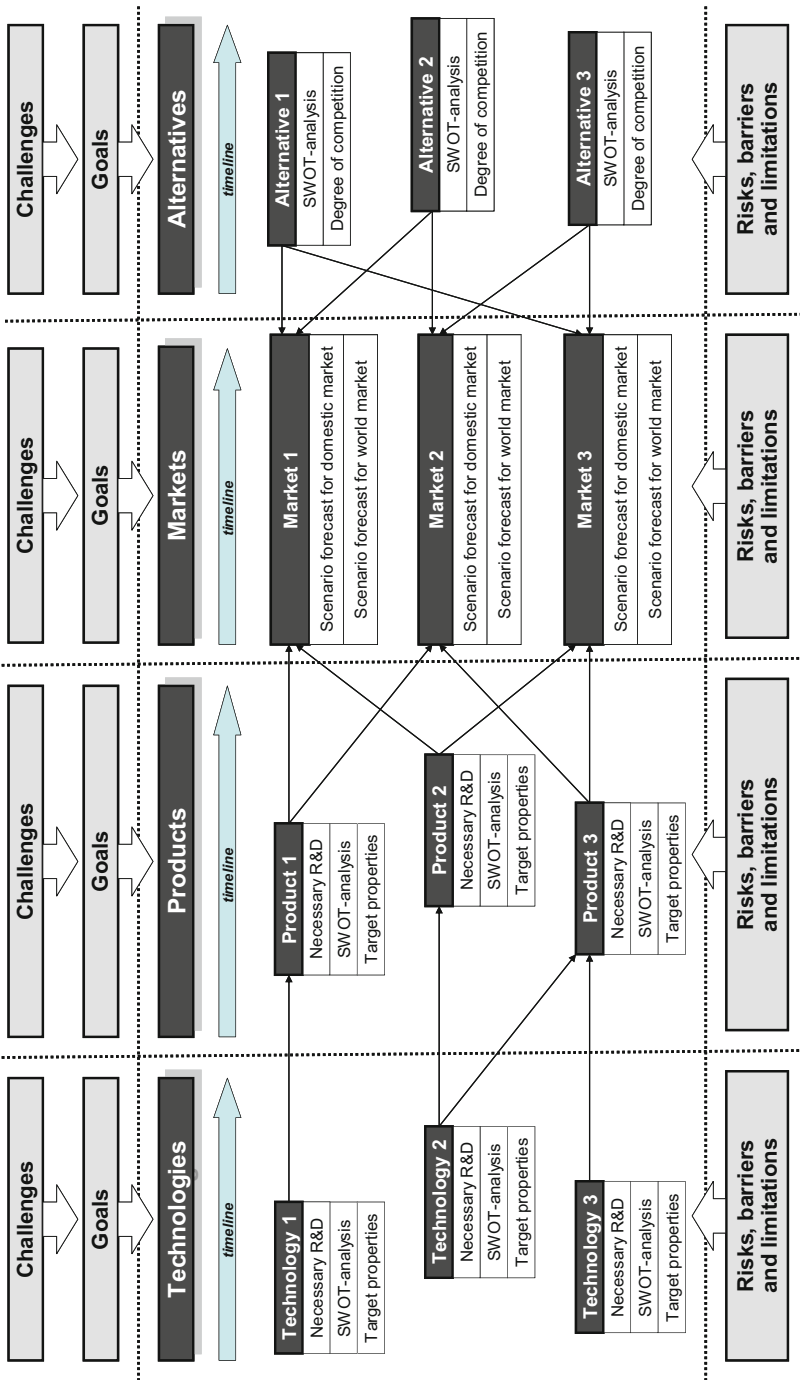 Challenges
Goals
Technologies
timeline
Technology 1
Necessary R&D
SWOT-analysis
Target properties
Technology 2
Necessary R&D
SWOT-analysis
Target properties
Technology 3
Necessary R&D
SWOT-analysis
Target properties
Risks, barriers
and limitations
Challenges
Goals
Products
timeline
Product 1
Necessary R&D
SWOT-analysis
Target properties
Product 2
Necessary R&D
SWOT-analysis
Target properties
Product 3
Necessary R&D
SWOT-analysis
Target properties
Risks, barriers
and limitations
Challenges
Goals
Markets
timeline
Market 1
Scenario forecast for domestic market
Scenario forecast for world market
Market 2
Scenario forecast for domestic market
Scenario forecast for world market
Market 3
Scenario forecast for domestic market
Scenario forecast for world market
Risks, barriers
and limitations
Challenges
Goals
Alternatives
timeline
Alternative 1
SWOT-analysis
Degree of competition
Alternative 2
SWOT-analysis
Degree of competition
Alternative 3
SWOT-analysis
Degree of competition
Risks, barriers
and limitations